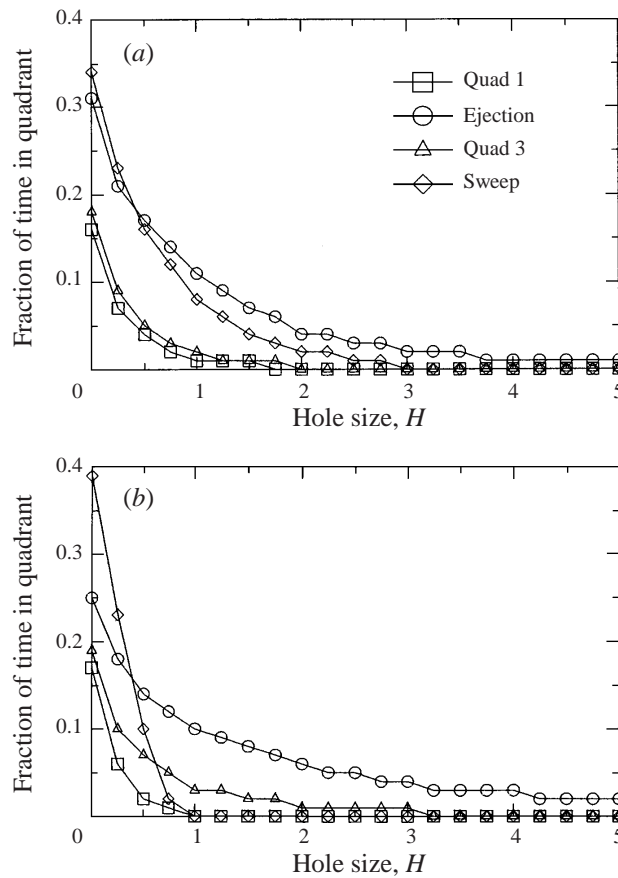 0.4
(a)
Quad 1
Ejection
Quad 3
Sweep
0.3
0.2
0.1
Fraction of time in quadrant
0 1 2 3 4 5
Hole size, H
0.4
(b)
0.3
0.2
0.1
Fraction of time in quadrant
0 1 2 3 4 5
Hole size, H